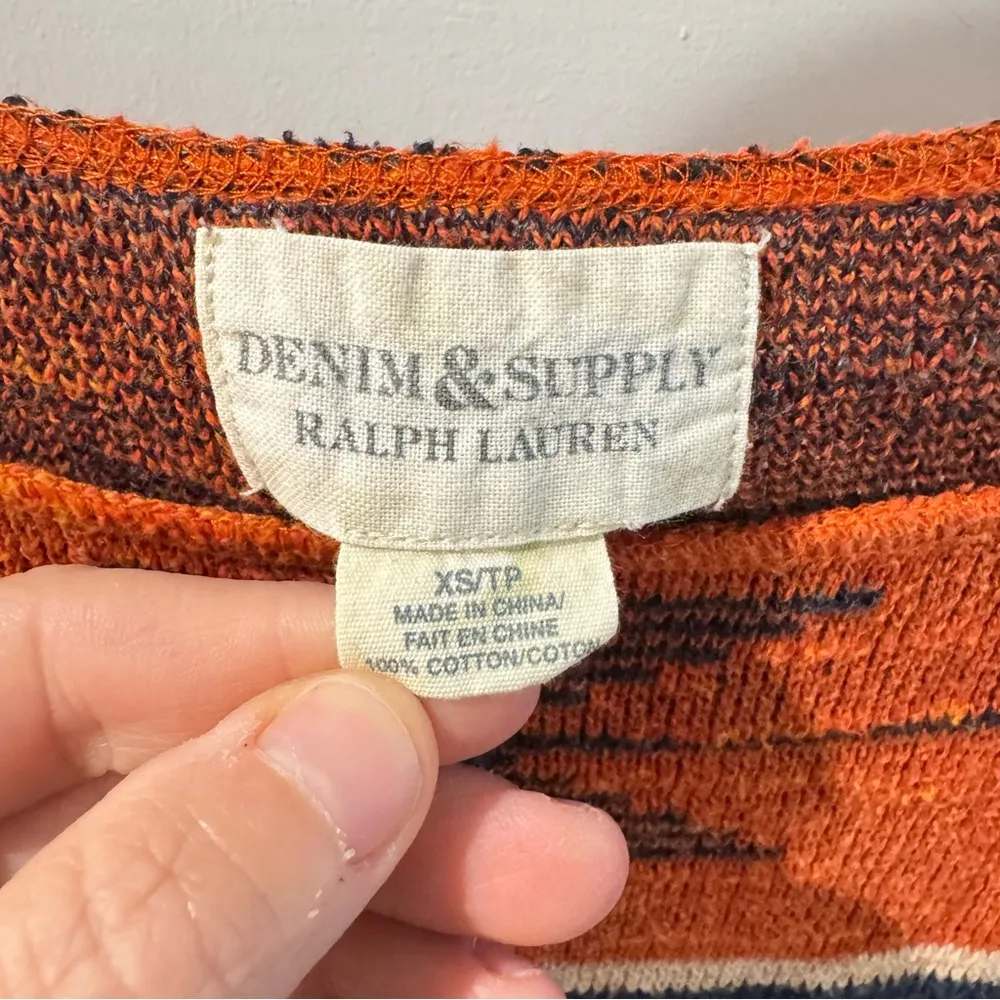 DENIM & SUPPLY
RALPH LAUREN
XS/TP
MADE IN CHINA/
FAIT EN CHINE
100% COTTON/COTON